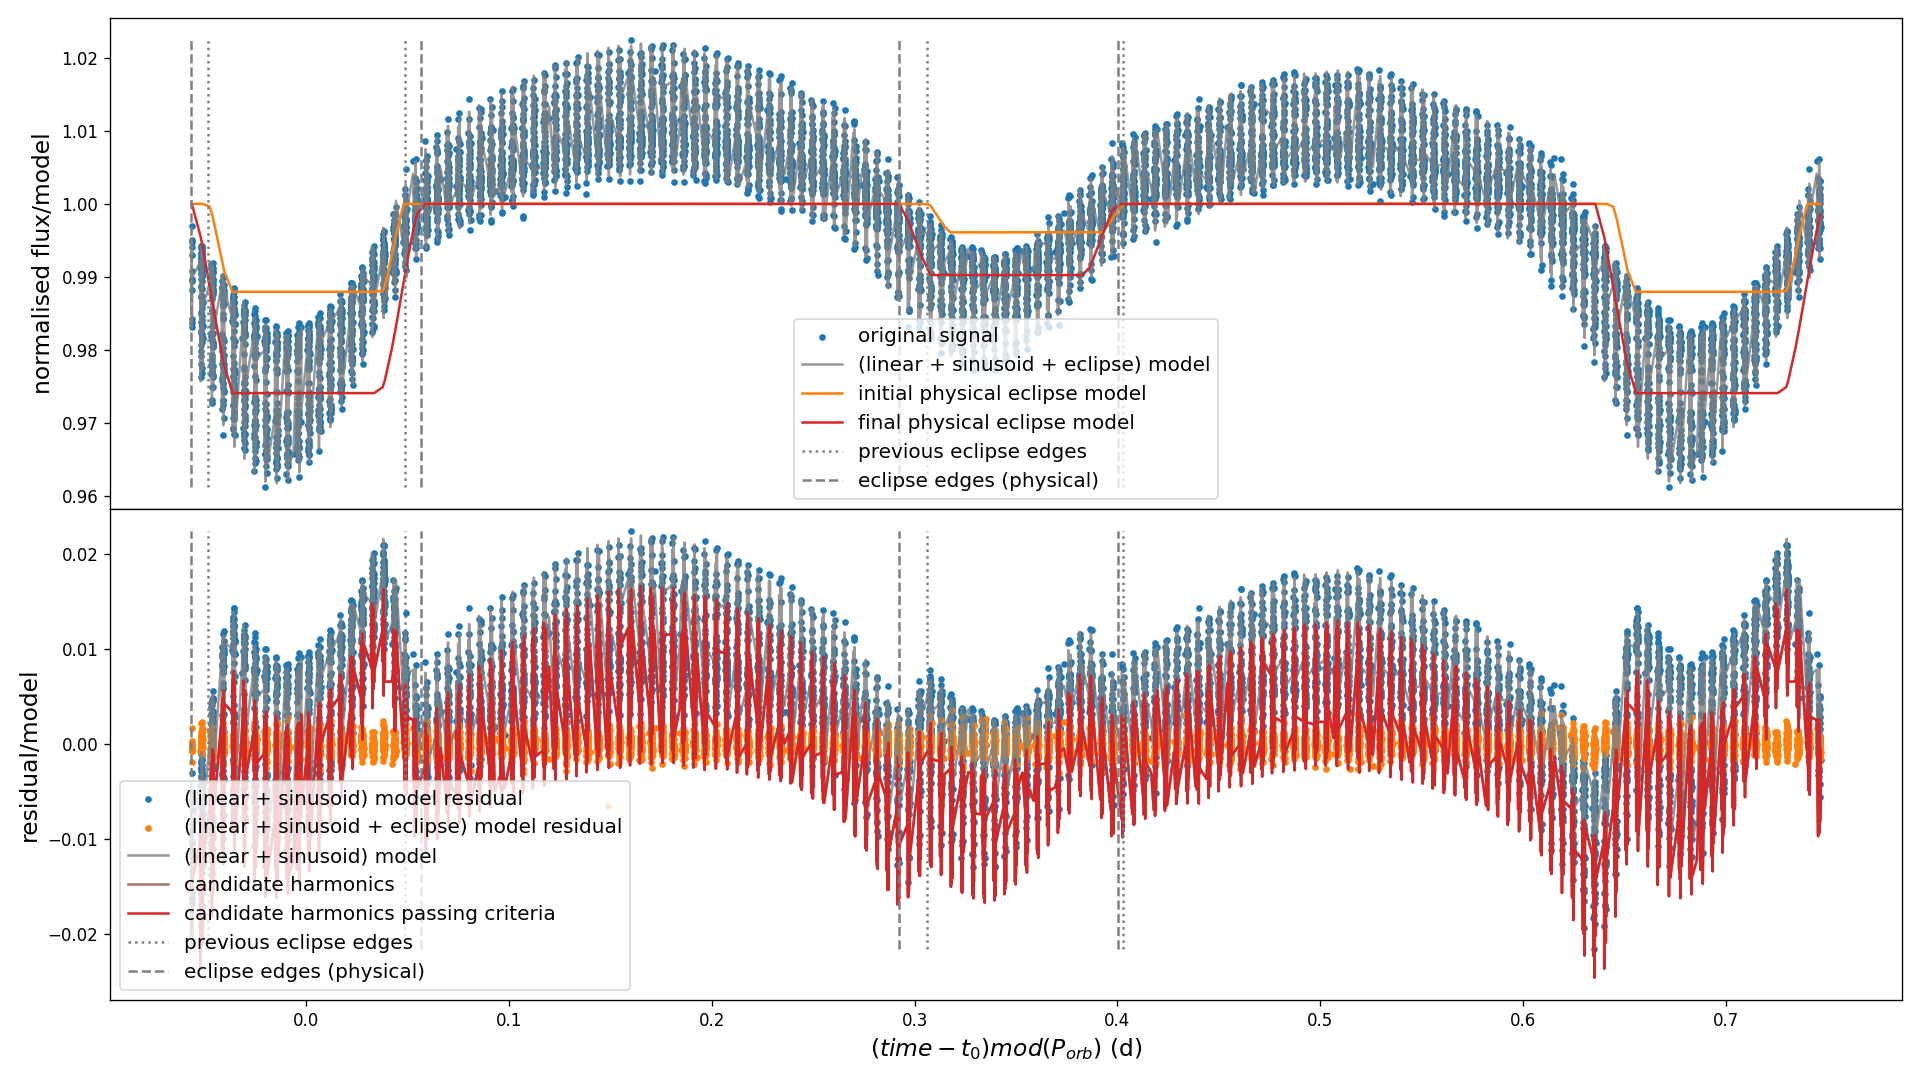 normalised flux/model
1.02
1.01
1.00
0.99
0.98
0.97
0.96
original signal
(linear + sinusoid + eclipse) model
initial physical eclipse model
final physical eclipse model
previous eclipse edges
eclipse edges (physical)
residual/model
0.02
0.01
0.00
−0.01
−0.02
(linear + sinusoid) model residual
(linear + sinusoid + eclipse) model residual
(linear + sinusoid) model
candidate harmonics
candidate harmonics passing criteria
previous eclipse edges
eclipse edges (physical)
0.0 0.1 0.2 0.3 0.4 0.5 0.6 0.7
(time − t₀)mod(P_orb) (d)